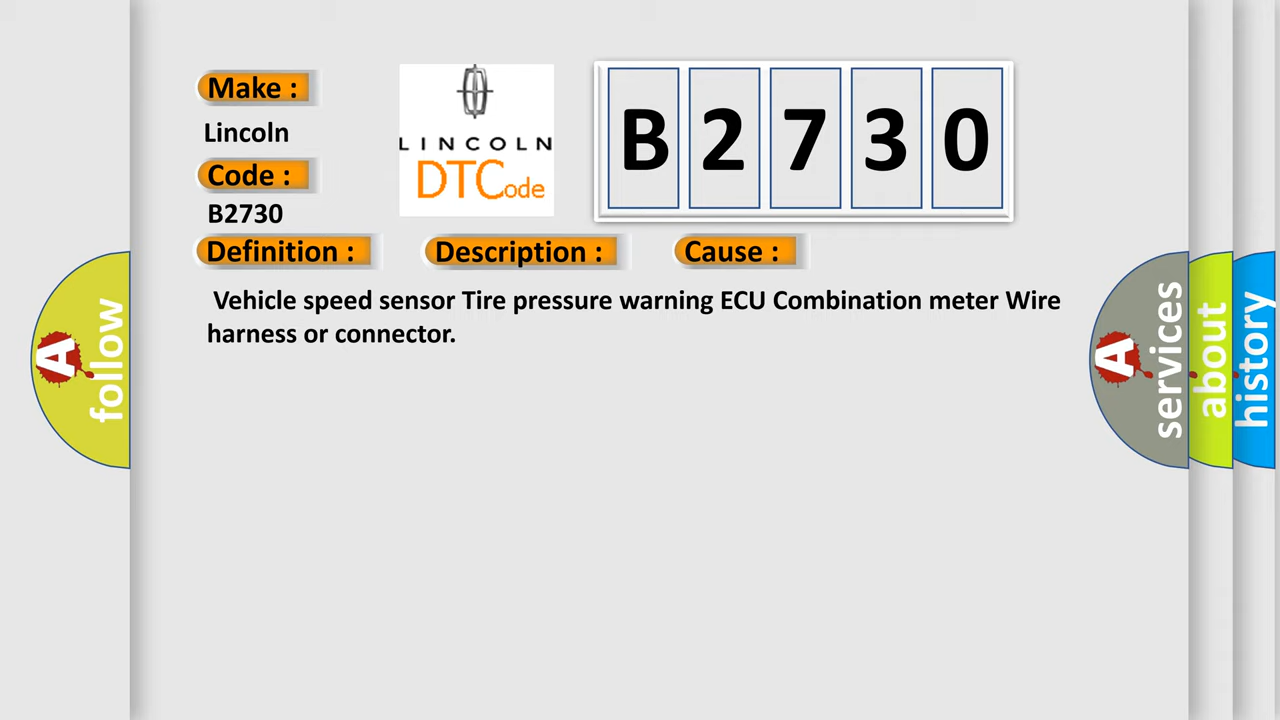 Make :
Lincoln
Code :
B2730
LINCOLN
DTCode
B 2 7 3 0
Definition :
Description :
Cause :
Vehicle speed sensor Tire pressure warning ECU Combination meter Wire
harness or connector.
A follow
A services
about
history